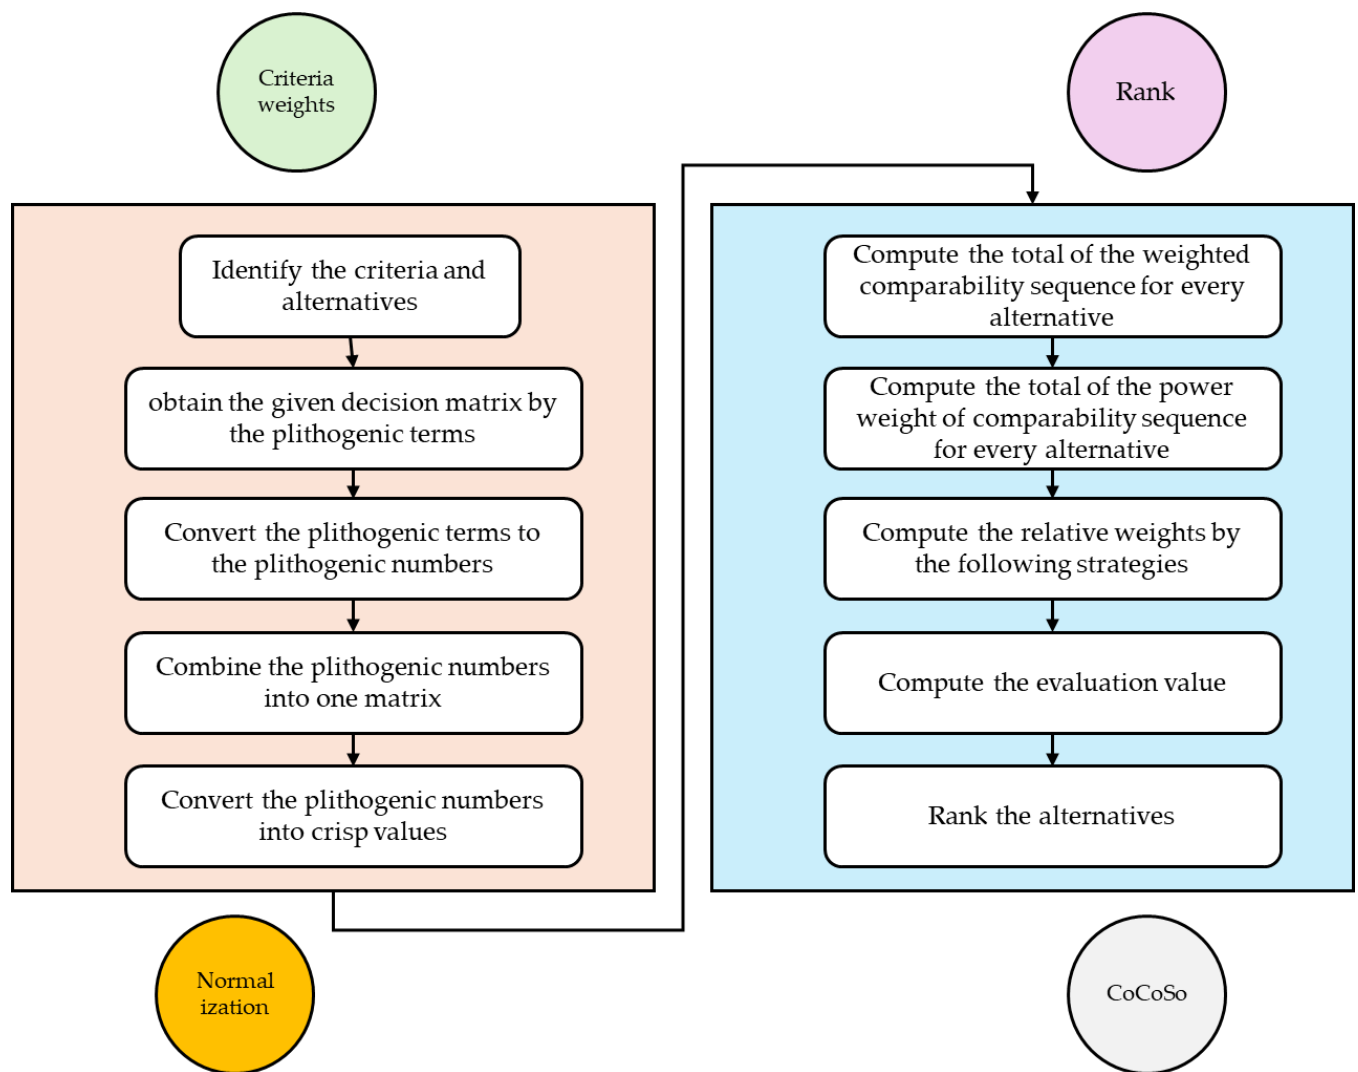 Criteria
weights
Identify the criteria and
alternatives
obtain the given decision matrix by
the plithogenic terms
Convert the plithogenic terms to
the plithogenic numbers
Combine the plithogenic numbers
into one matrix
Convert the plithogenic numbers
into crisp values
Normal
ization
Rank
Compute the total of the weighted
comparability sequence for every
alternative
Compute the total of the power
weight of comparability sequence
for every alternative
Compute the relative weights by
the following strategies
Compute the evaluation value
Rank the alternatives
CoCoSo